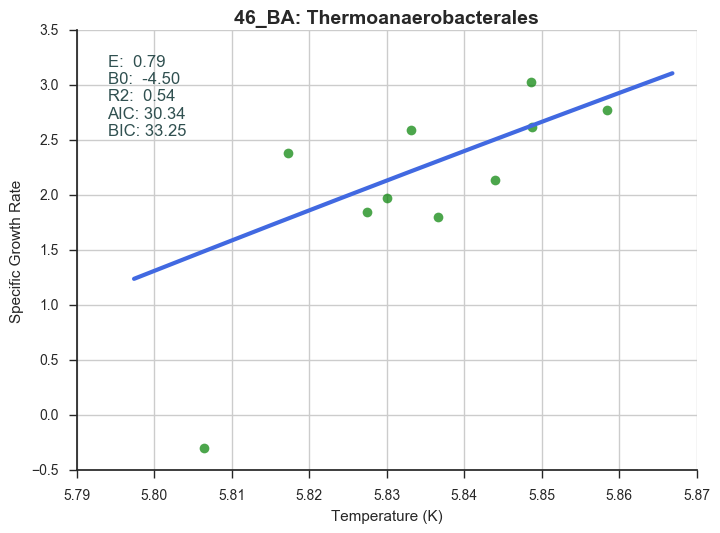 46_BA: Thermoanaerobacterales
E:  0.79
B0:  -4.50
R2:  0.54
AIC: 30.34
BIC: 33.25
Specific Growth Rate
3.5
3.0
2.5
2.0
1.5
1.0
0.5
0.0
−0.5
5.79 5.80 5.81 5.82 5.83 5.84 5.85 5.86 5.87
Temperature (K)